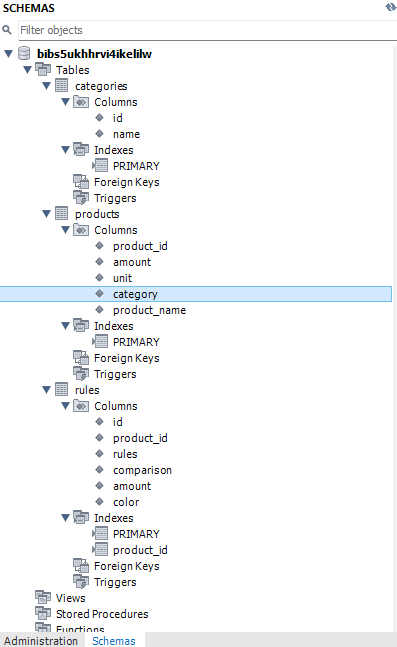 SCHEMAS
Filter objects
bibs5ukhhrvi4ikelilw
Tables
categories
Columns
id
name
Indexes
PRIMARY
Foreign Keys
Triggers
products
Columns
product_id
amount
unit
category
product_name
Indexes
PRIMARY
Foreign Keys
Triggers
rules
Columns
id
product_id
rules
comparison
amount
color
Indexes
PRIMARY
product_id
Foreign Keys
Triggers
Views
Stored Procedures
Functions
Administration Schemas